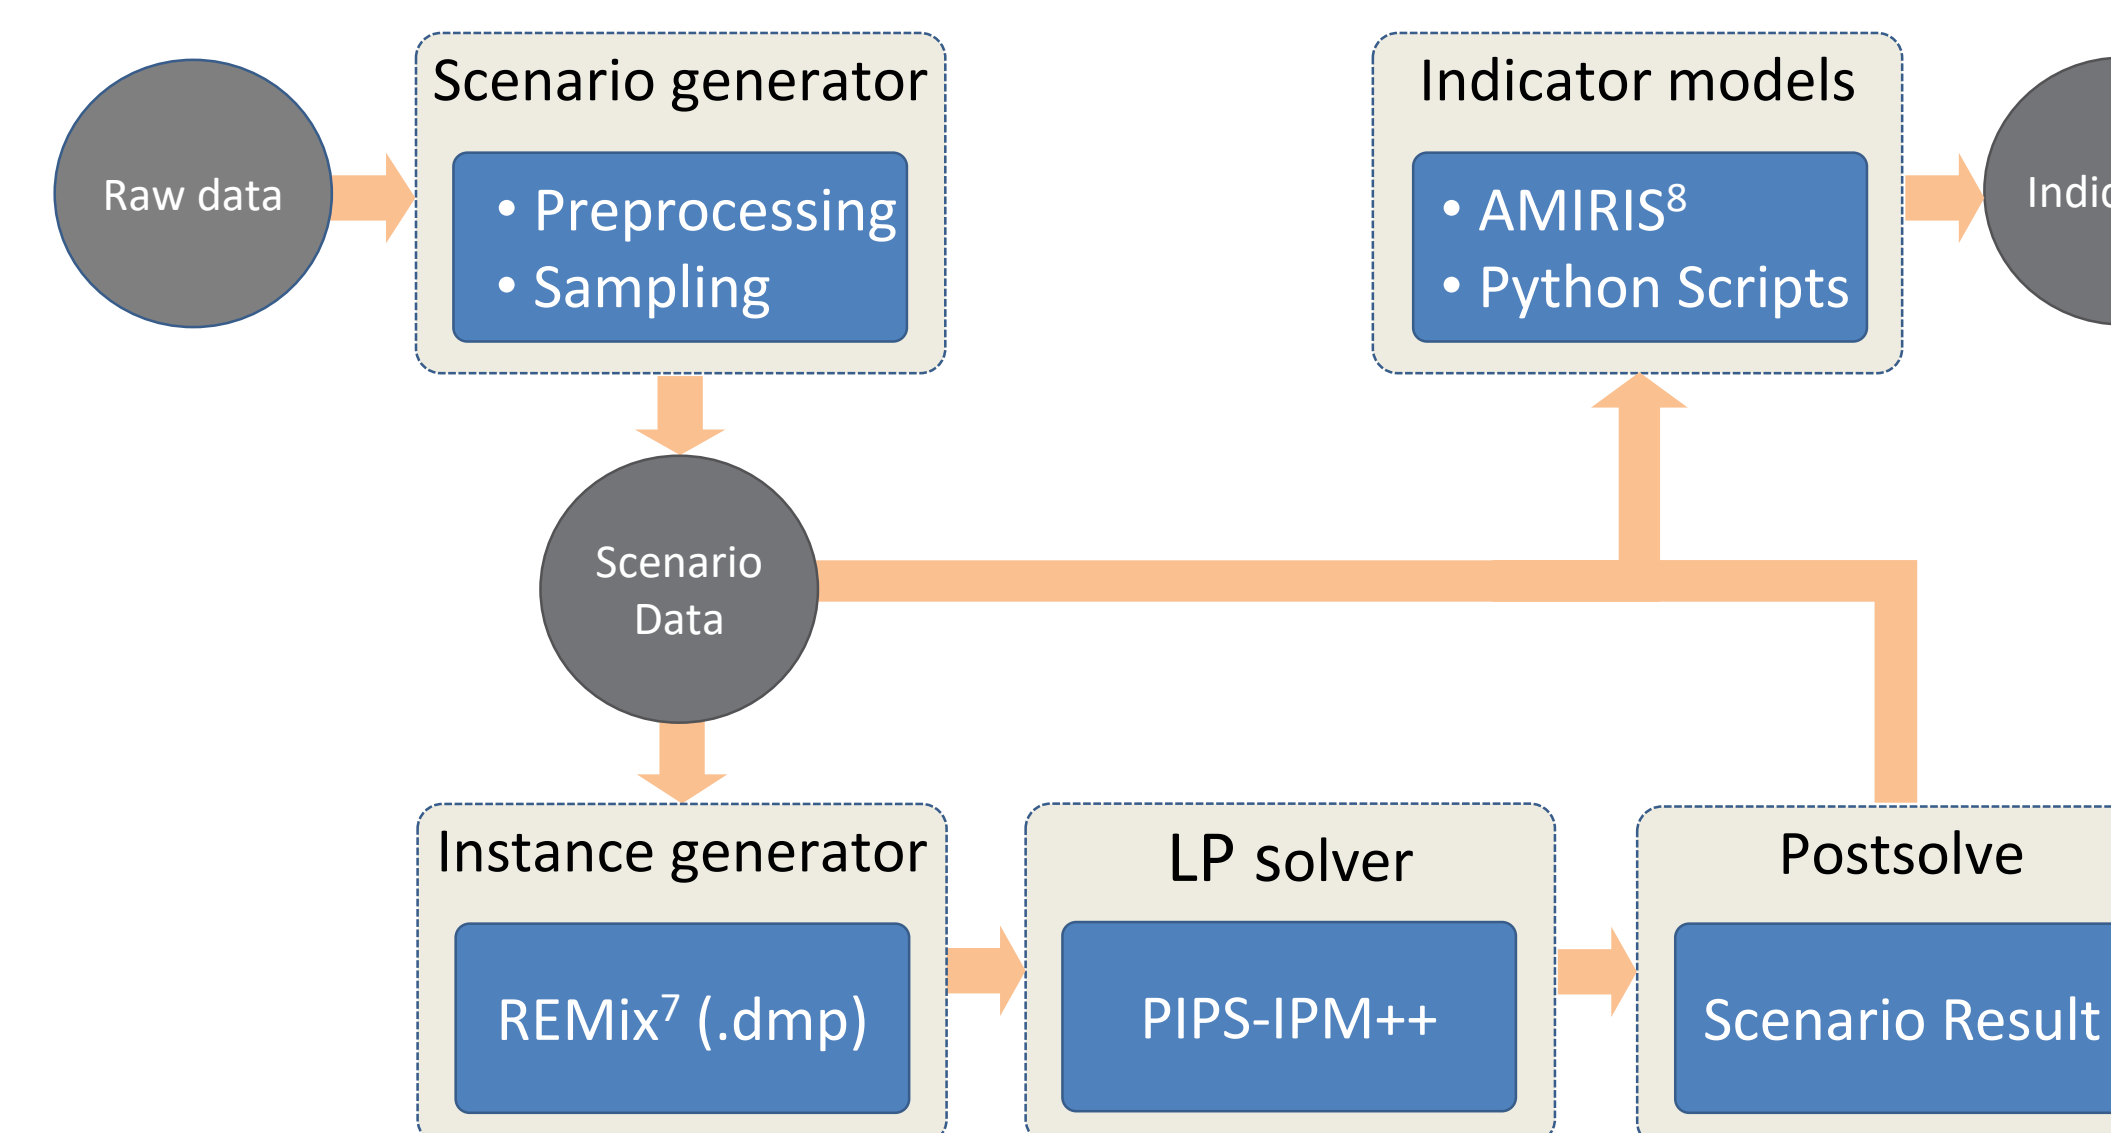 Scenario generator
Indicator models
Raw data
• Preprocessing
• Sampling
• AMIRIS⁸
• Python Scripts
Scenario
Data
Instance generator
LP solver
Postsolve
REMix⁷ (.dmp)
PIPS-IPM++
Scenario Result